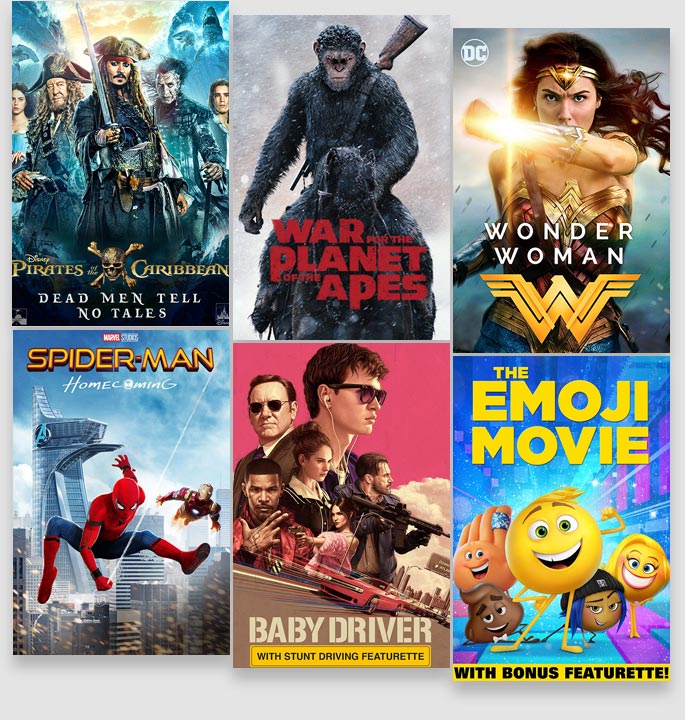 Disney
PIRATES of the CARIBBEAN
DEAD MEN TELL
NO TALES
WAR FOR THE
PLANET
OF THE APES
DC
WONDER
WOMAN
MARVEL STUDIOS
SPIDER-MAN
HOMECOMING
BABY DRIVER
WITH STUNT DRIVING FEATURETTE
THE
EMOJI
MOVIE
WITH BONUS FEATURETTE!